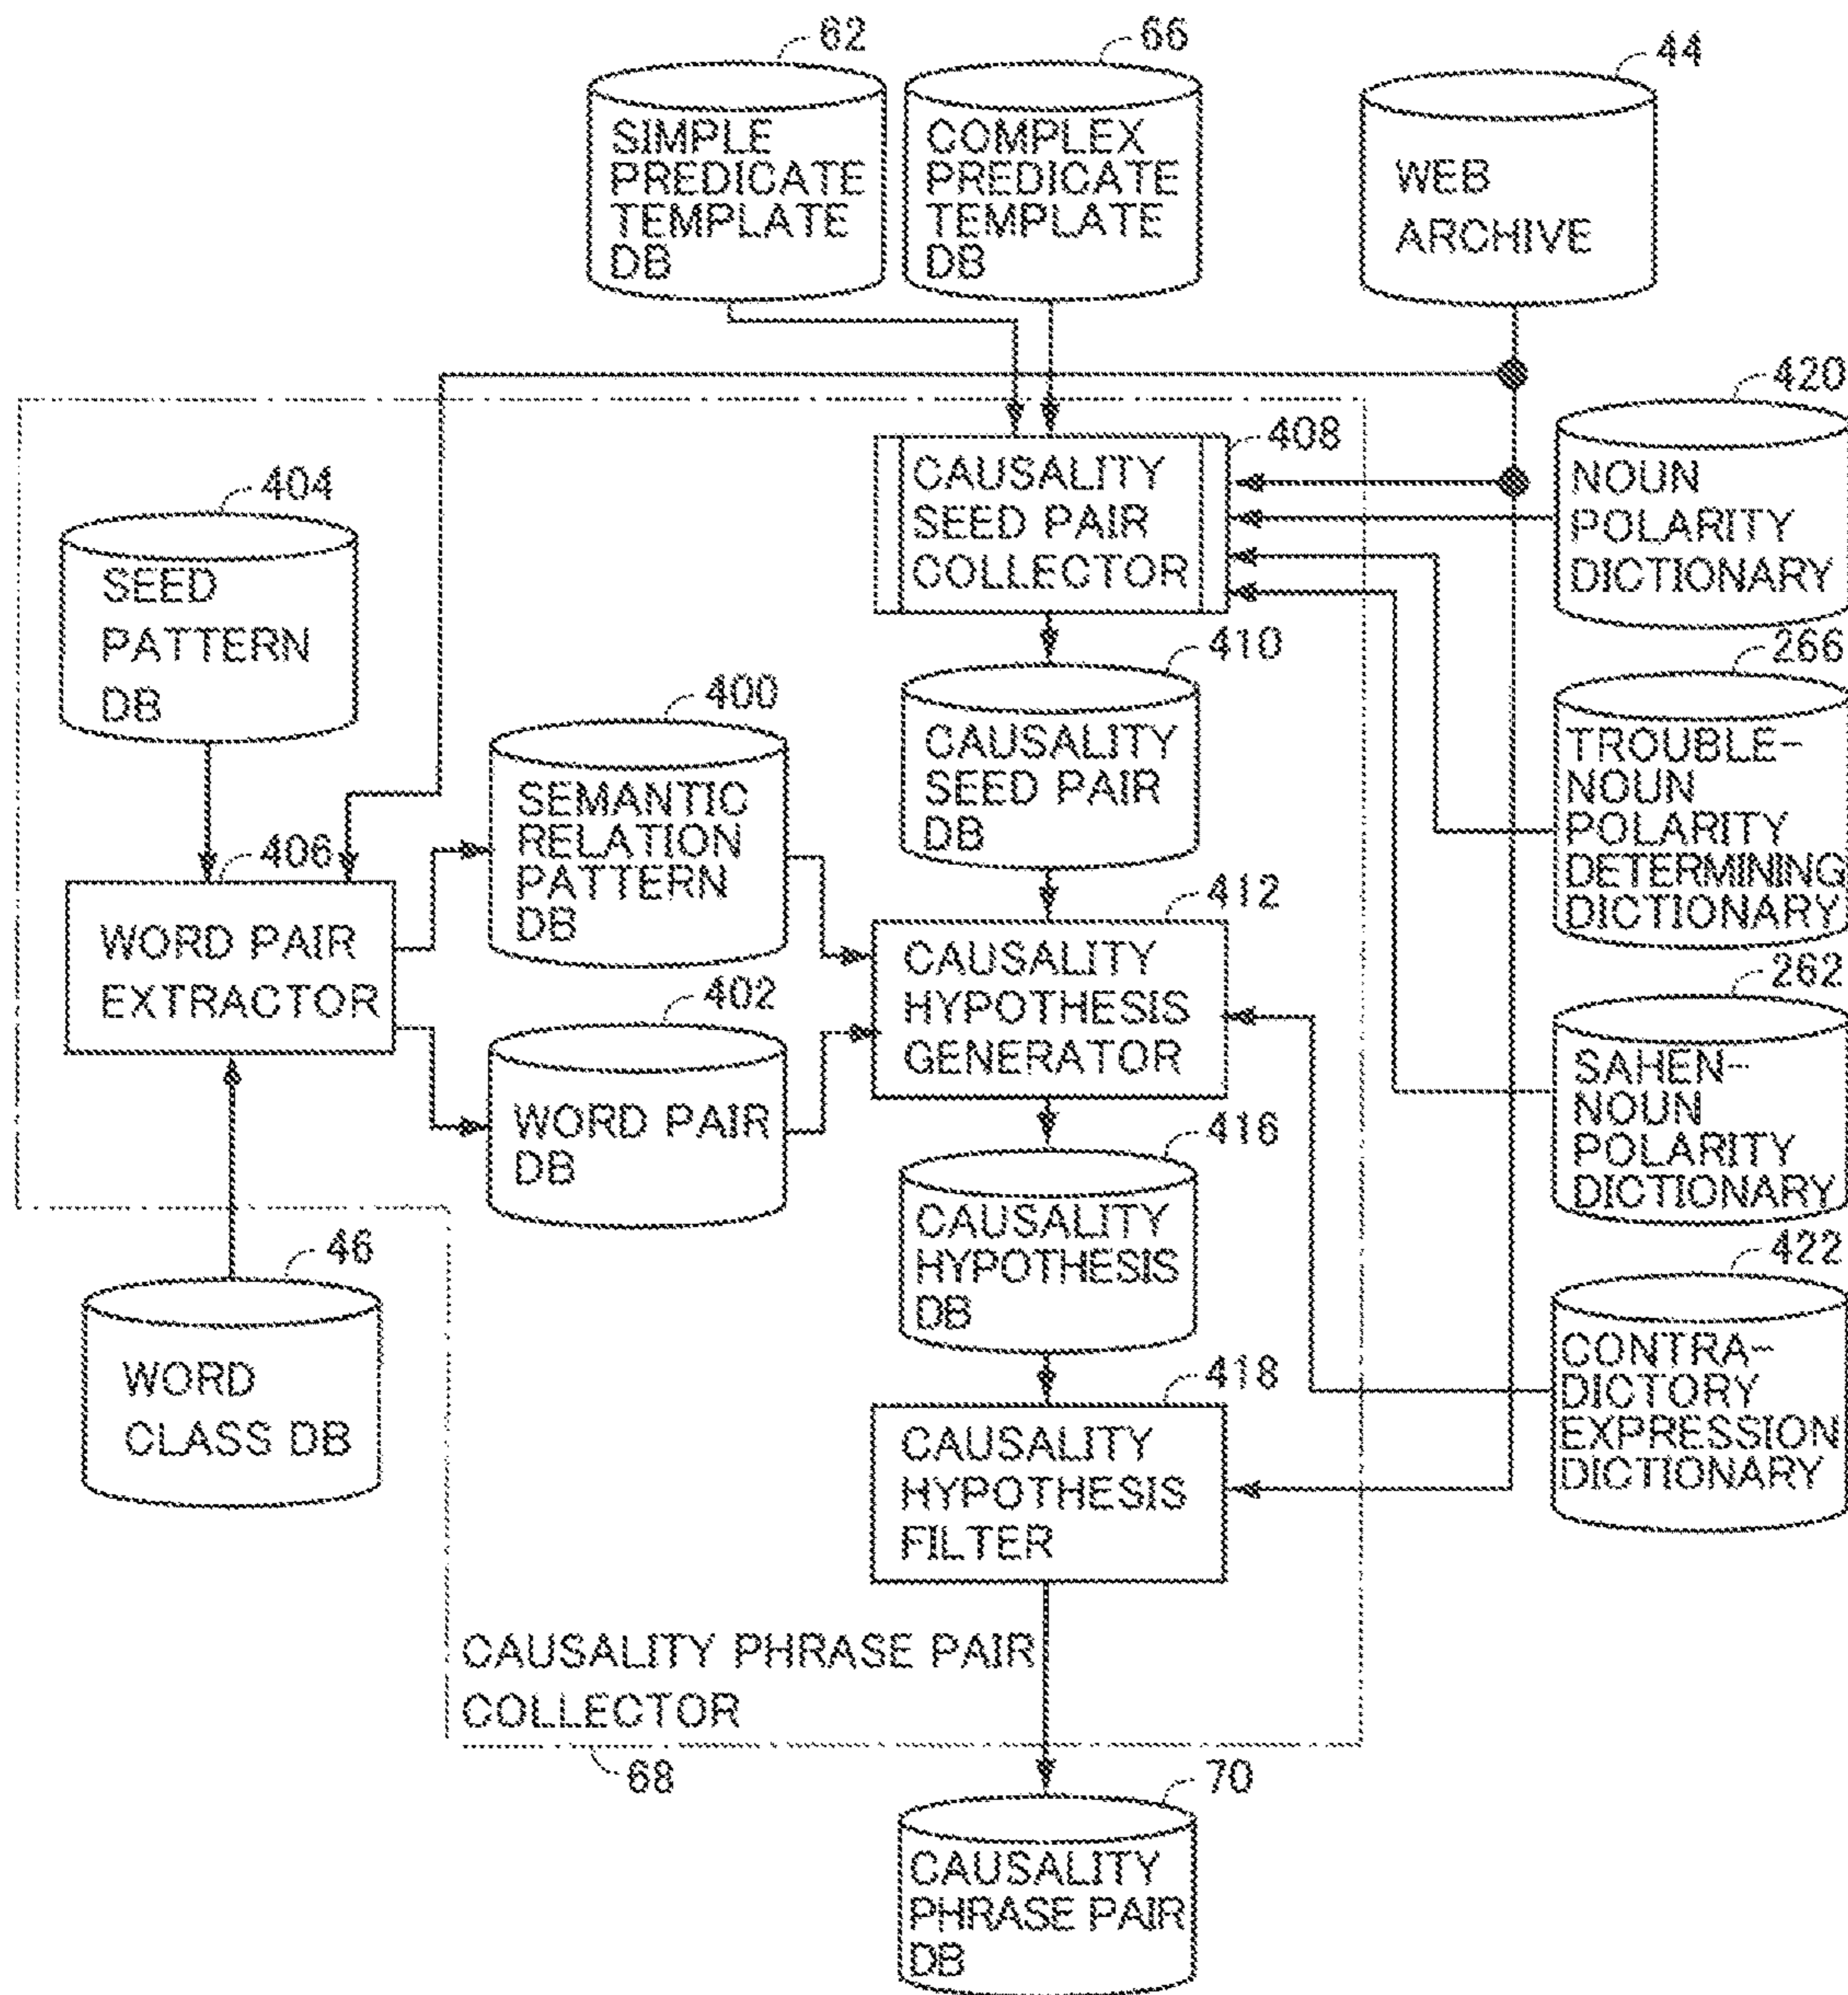 62
66
44
SIMPLE
PREDICATE
TEMPLATE
DB
COMPLEX
PREDICATE
TEMPLATE
DB
WEB
ARCHIVE
420
NOUN
POLARITY
DICTIONARY
408
CAUSALITY
SEED PAIR
COLLECTOR
404
SEED
PATTERN
DB
410
CAUSALITY
SEED PAIR
DB
266
TROUBLE-
NOUN
POLARITY
DETERMINING
DICTIONARY
400
SEMANTIC
RELATION
PATTERN
DB
406
WORD PAIR
EXTRACTOR
412
CAUSALITY
HYPOTHESIS
GENERATOR
402
WORD PAIR
DB
262
SAHEN-
NOUN
POLARITY
DICTIONARY
416
CAUSALITY
HYPOTHESIS
DB
46
WORD
CLASS DB
422
CONTRA-
DICTORY
EXPRESSION
DICTIONARY
418
CAUSALITY
HYPOTHESIS
FILTER
CAUSALITY PHRASE PAIR
COLLECTOR
68
70
CAUSALITY
PHRASE PAIR
DB